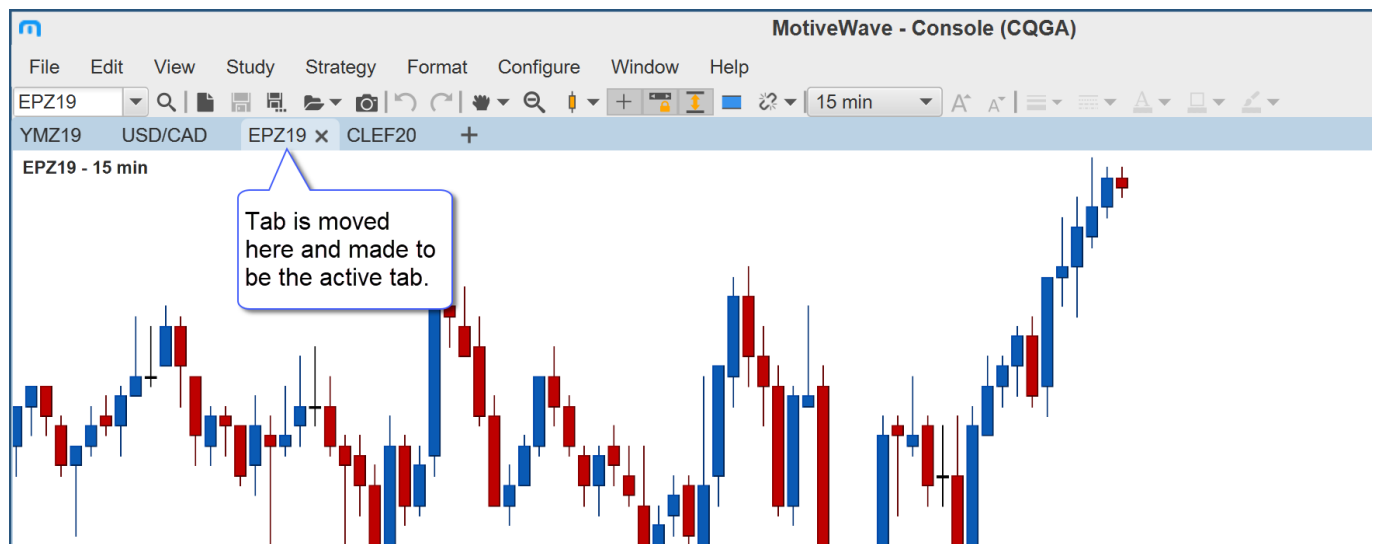 MotiveWave - Console (CQGA)
File Edit View Study Strategy Format Configure Window Help
EPZ19 15 min
YMZ19 USD/CAD EPZ19 CLEF20
EPZ19 - 15 min
Tab is moved
here and made to
be the active tab.